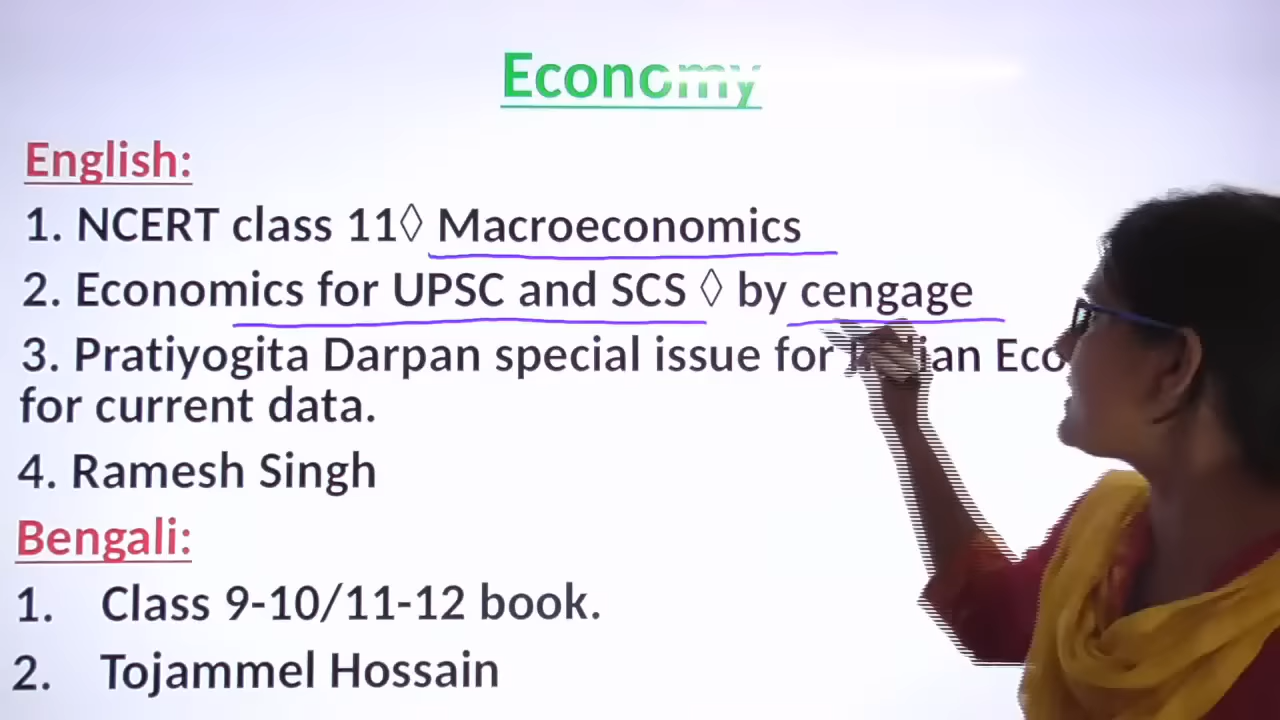 Economy
English:
1. NCERT class 11◊ Macroeconomics
2. Economics for UPSC and SCS ◊ by cengage
3. Pratiyogita Darpan special issue for Indian
for current data.
4. Ramesh Singh
Bengali:
1. Class 9-10/11-12 book.
2. Tojammel Hossain